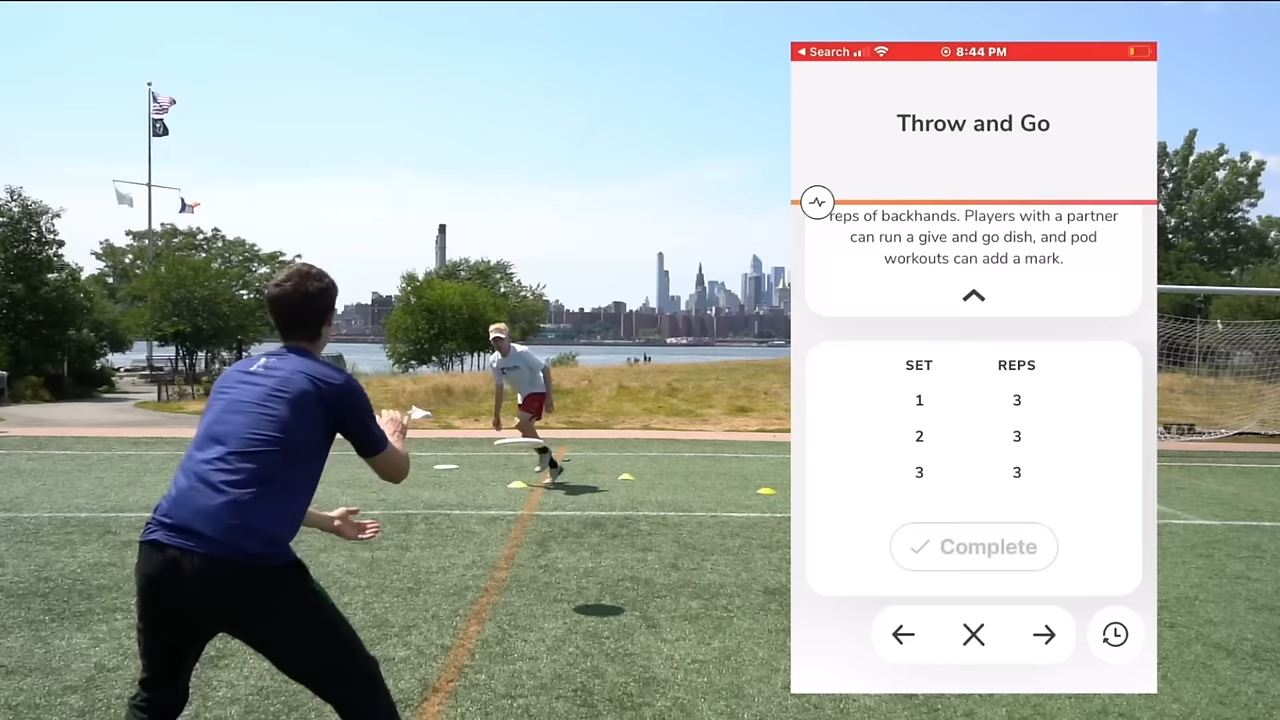 Search
8:44 PM
Throw and Go
reps of backhands. Players with a partner
can run a give and go dish, and pod
workouts can add a mark.
SET REPS
1 3
2 3
3 3
Complete